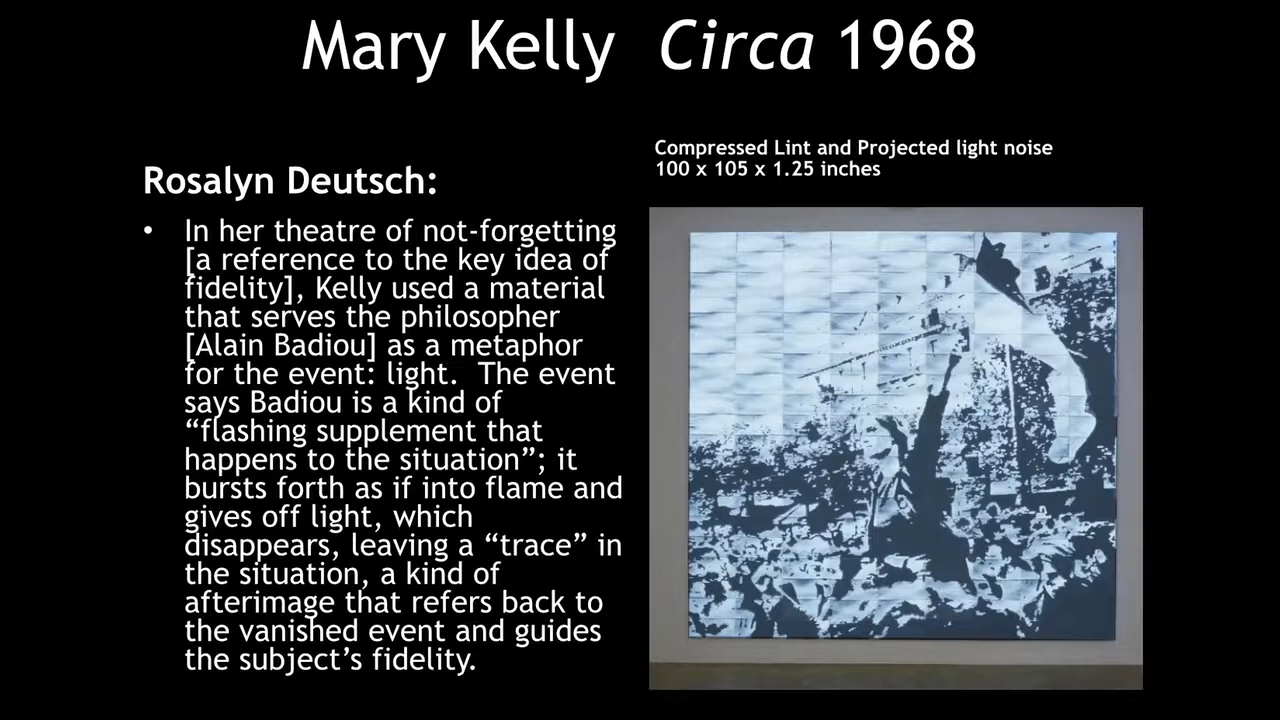 Mary Kelly Circa 1968
Compressed Lint and Projected light noise
100 x 105 x 1.25 inches
Rosalyn Deutsch:
• In her theatre of not-forgetting
[a reference to the key idea of
fidelity], Kelly used a material
that serves the philosopher
[Alain Badiou] as a metaphor
for the event: light. The event
says Badiou is a kind of
“flashing supplement that
happens to the situation”; it
bursts forth as if into flame and
gives off light, which
disappears, leaving a “trace” in
the situation, a kind of
afterimage that refers back to
the vanished event and guides
the subject’s fidelity.